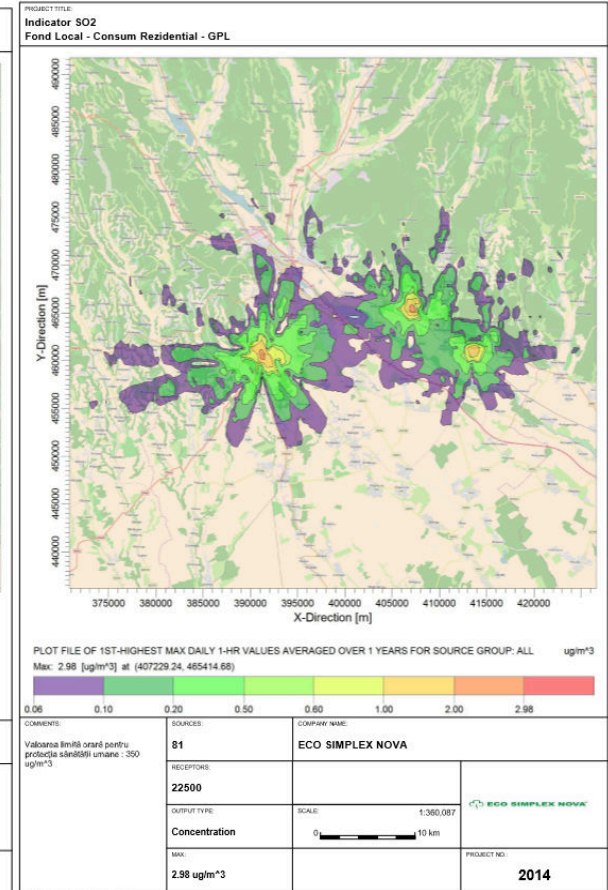 PROJECT TITLE:
Indicator SO2
Fond Local - Consum Rezidential - GPL
Y-Direction [m]
490000
485000
480000
475000
470000
465000
460000
455000
450000
445000
440000
375000 380000 385000 390000 395000 400000 405000 410000 415000 420000
X-Direction [m]
PLOT FILE OF 1ST-HIGHEST MAX DAILY 1-HR VALUES AVERAGED OVER 1 YEARS FOR SOURCE GROUP: ALL ug/m^3
Max: 2.98 [ug/m^3] at (407229.24, 465414.68)
0.06 0.10 0.20 0.50 0.60 1.00 2.00 2.98
COMMENTS:
Valoarea limită orară pentru
protecţia sănătăţii umane : 350
ug/m^3
SOURCES:
81
COMPANY NAME:
ECO SIMPLEX NOVA
RECEPTORS:
22500
OUTPUT TYPE:
Concentration
SCALE: 1:360,087
0 10 km
ECO SIMPLEX NOVA
MAX:
2.98 ug/m^3
PROJECT NO.:
2014